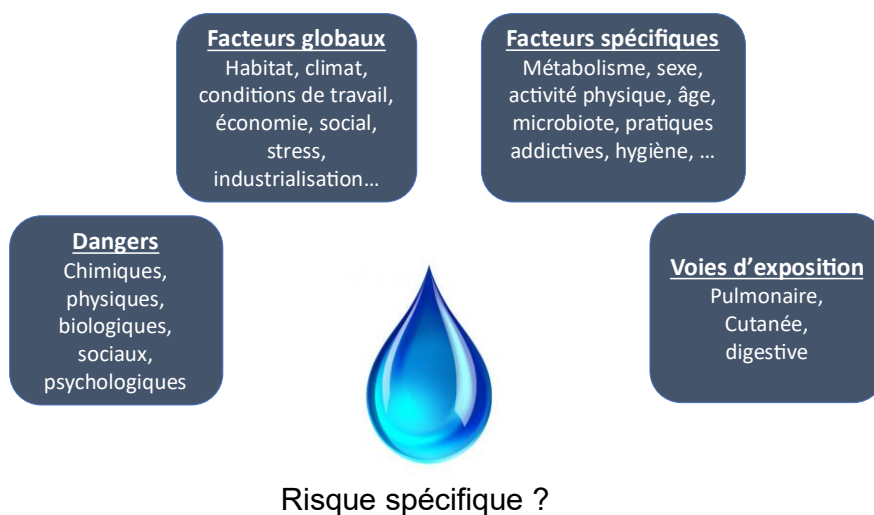 Facteurs globaux
Habitat, climat,
conditions de travail,
économie, social,
stress,
industrialisation…
Facteurs spécifiques
Métabolisme, sexe,
activité physique, âge,
microbiote, pratiques
addictives, hygiène, …
Dangers
Chimiques,
physiques,
biologiques,
sociaux,
psychologiques
Voies d’exposition
Pulmonaire,
Cutanée,
digestive
Risque spécifique ?